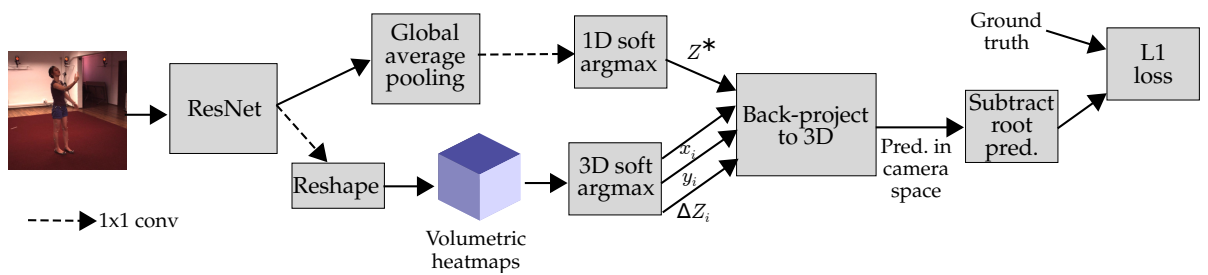 Global
average
pooling
1D soft
argmax
Z*
Ground
truth
L1
loss
ResNet
Back-project
to 3D
Subtract
root
pred.
Pred. in
camera
space
Reshape
3D soft
argmax
x_i
y_i
ΔZ_i
1x1 conv
Volumetric
heatmaps